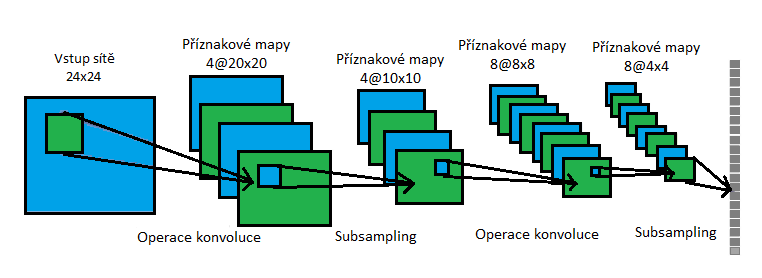 Vstup sítě
24x24
Příznakové mapy
4@20x20
Příznakové mapy
4@10x10
Příznakové mapy
8@8x8
Příznakové mapy
8@4x4
Operace konvoluce
Subsampling
Operace konvoluce
Subsampling